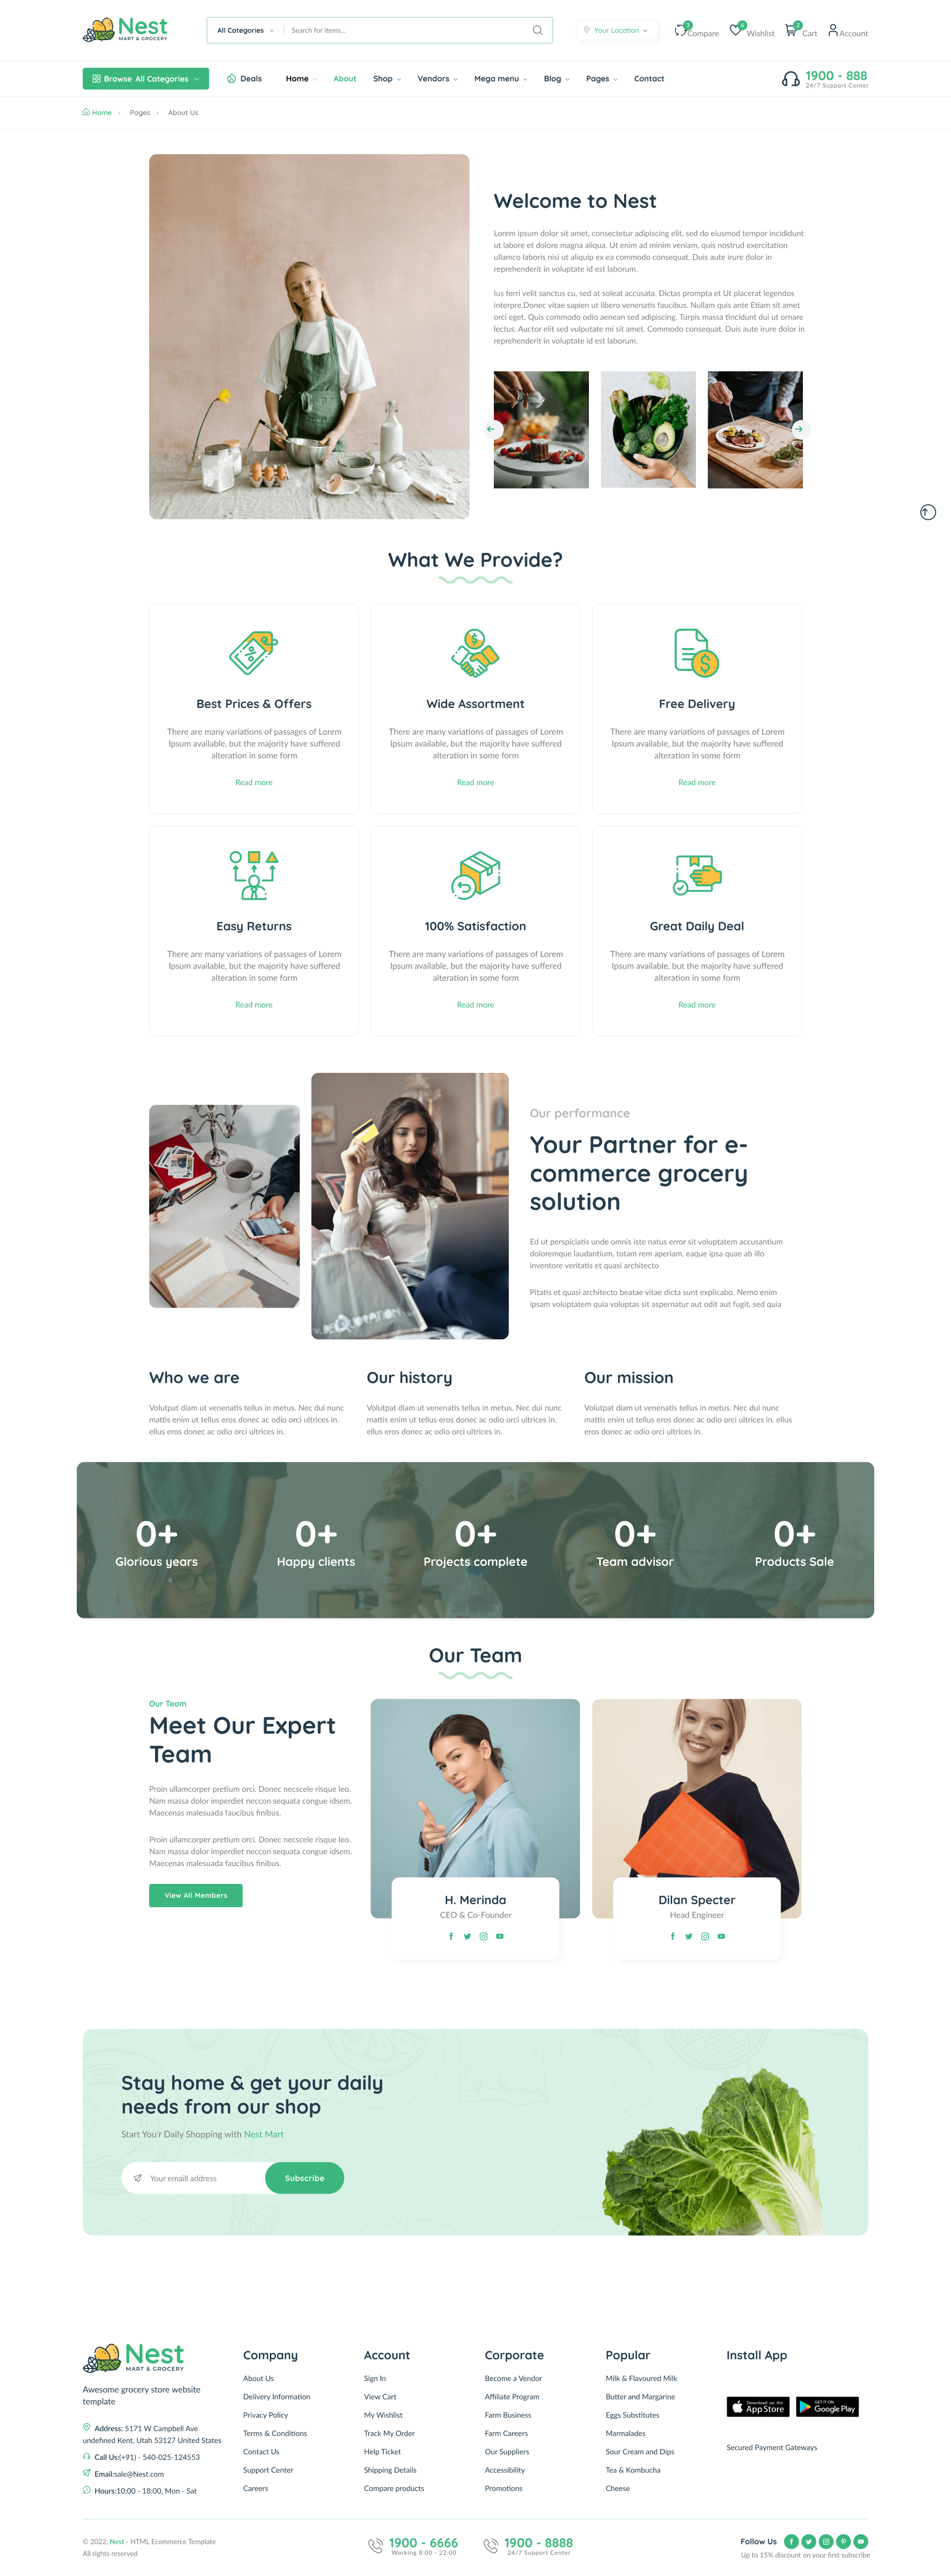 Nest
MART & GROCERY
All Categories
Search for items...
Your Location
3
Compare
6
Wishlist
2
Cart
Account
Browse All Categories
Deals
Home
About
Shop
Vendors
Mega menu
Blog
Pages
Contact
1900 - 888
24/7 Support Center
Home
Pages
About Us
Welcome to Nest
Lorem ipsum dolor sit amet, consectetur adipiscing elit, sed do eiusmod tempor incididunt
ut labore et dolore magna aliqua. Ut enim ad minim veniam, quis nostrud exercitation
ullamco laboris nisi ut aliquip ex ea commodo consequat. Duis aute irure dolor in
reprehenderit in voluptate id est laborum.
Ius ferri velit sanctus cu, sed at soleat accusata. Dictas prompta et Ut placerat legendos
interpre.Donec vitae sapien ut libero venenatis faucibus. Nullam quis ante Etiam sit amet
orci eget. Quis commodo odio aenean sed adipiscing. Turpis massa tincidunt dui ut ornare
lectus. Auctor elit sed vulputate mi sit amet. Commodo consequat. Duis aute irure dolor in
reprehenderit in voluptate id est laborum.
What We Provide?
Best Prices & Offers
There are many variations of passages of Lorem
Ipsum available, but the majority have suffered
alteration in some form
Read more
Wide Assortment
There are many variations of passages of Lorem
Ipsum available, but the majority have suffered
alteration in some form
Read more
Free Delivery
There are many variations of passages of Lorem
Ipsum available, but the majority have suffered
alteration in some form
Read more
Easy Returns
There are many variations of passages of Lorem
Ipsum available, but the majority have suffered
alteration in some form
Read more
100% Satisfaction
There are many variations of passages of Lorem
Ipsum available, but the majority have suffered
alteration in some form
Read more
Great Daily Deal
There are many variations of passages of Lorem
Ipsum available, but the majority have suffered
alteration in some form
Read more
Our performance
Your Partner for e-
commerce grocery
solution
Ed ut perspiciatis unde omnis iste natus error sit voluptatem accusantium
doloremque laudantium, totam rem aperiam, eaque ipsa quae ab illo
inventore veritatis et quasi architecto
Pitatis et quasi architecto beatae vitae dicta sunt explicabo. Nemo enim
ipsam voluptatem quia voluptas sit aspernatur aut odit aut fugit, sed quia
Who we are
Volutpat diam ut venenatis tellus in metus. Nec dui nunc
mattis enim ut tellus eros donec ac odio orci ultrices in.
ellus eros donec ac odio orci ultrices in.
Our history
Volutpat diam ut venenatis tellus in metus. Nec dui nunc
mattis enim ut tellus eros donec ac odio orci ultrices in.
ellus eros donec ac odio orci ultrices in.
Our mission
Volutpat diam ut venenatis tellus in metus. Nec dui nunc
mattis enim ut tellus eros donec ac odio orci ultrices in. ellus
eros donec ac odio orci ultrices in.
0+
Glorious years
0+
Happy clients
0+
Projects complete
0+
Team advisor
0+
Products Sale
Our Team
Our Team
Meet Our Expert
Team
Proin ullamcorper pretium orci. Donec necscele risque leo.
Nam massa dolor imperdiet neccon sequata congue idsem.
Maecenas malesuada faucibus finibus.
Proin ullamcorper pretium orci. Donec necscele risque leo.
Nam massa dolor imperdiet neccon sequata congue idsem.
Maecenas malesuada faucibus finibus.
View All Members
H. Merinda
CEO & Co-Founder
Dilan Specter
Head Engineer
Stay home & get your daily
needs from our shop
Start You'r Daily Shopping with Nest Mart
Your emaill address
Subscribe
Nest
MART & GROCERY
Awesome grocery store website
template
Address: 5171 W Campbell Ave
undefined Kent, Utah 53127 United States
Call Us:(+91) - 540-025-124553
Email:sale@Nest.com
Hours:10:00 - 18:00, Mon - Sat
Company
About Us
Delivery Information
Privacy Policy
Terms & Conditions
Contact Us
Support Center
Careers
Account
Sign In
View Cart
My Wishlist
Track My Order
Help Ticket
Shipping Details
Compare products
Corporate
Become a Vendor
Affiliate Program
Farm Business
Farm Careers
Our Suppliers
Accessibility
Promotions
Popular
Milk & Flavoured Milk
Butter and Margarine
Eggs Substitutes
Marmalades
Sour Cream and Dips
Tea & Kombucha
Cheese
Install App
Download on the
App Store
GET IT ON
Google Play
Secured Payment Gateways
© 2022, Nest - HTML Ecommerce Template
All rights reserved
1900 - 6666
Working 8:00 - 22:00
1900 - 8888
24/7 Support Center
Follow Us
Up to 15% discount on your first subscribe